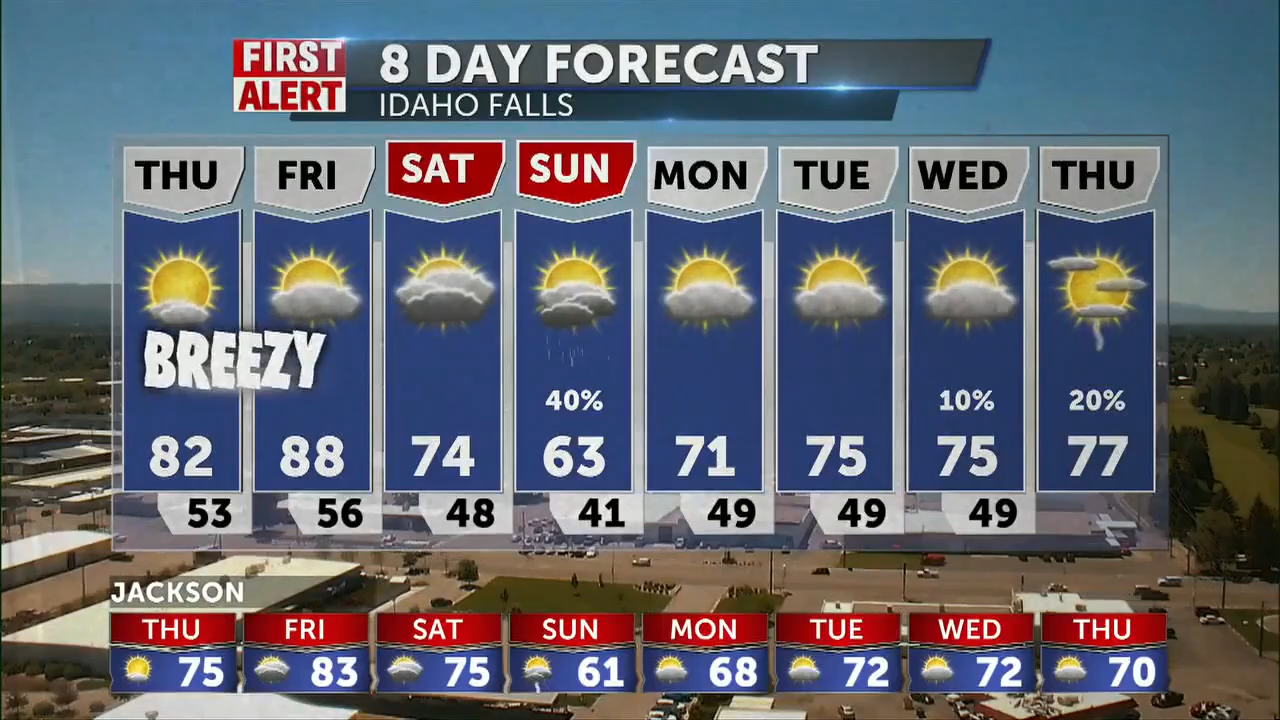 FIRST
ALERT
8 DAY FORECAST
IDAHO FALLS
THU FRI SAT SUN MON TUE WED THU
BREEZY
40% 10% 20%
82 88 74 63 71 75 75 77
53 56 48 41 49 49 49
JACKSON
THU FRI SAT SUN MON TUE WED THU
75 83 75 61 68 72 72 70